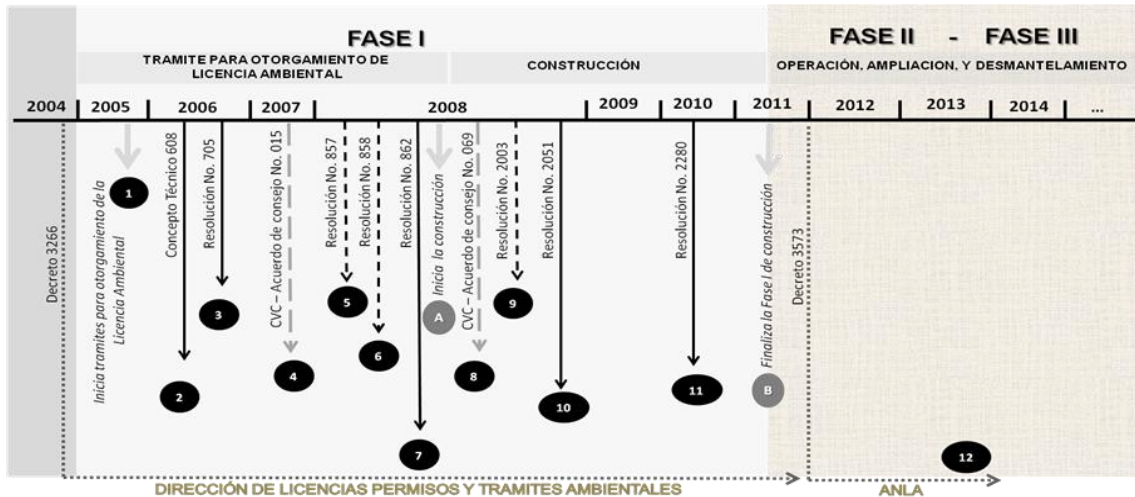 FASE I
FASE II - FASE III
TRAMITE PARA OTORGAMIENTO DE
LICENCIA AMBIENTAL
CONSTRUCCIÓN
OPERACIÓN, AMPLIACION, Y DESMANTELAMIENTO
2004 2005 2006 2007 2008 2009 2010 2011 2012 2013 2014 ...
Decreto 3266
Inicia tramites para otorgamiento de la
Licencia Ambiental
1
Concepto Técnico 608
2
Resolución No. 705
3
CVC – Acuerdo de consejo No. 015
4
Resolución No. 857
5
Resolución No. 858
6
Resolución No. 862
7
Inicia la construcción
A
CVC – Acuerdo de consejo No. 069
8
Resolución No. 2003
9
Resolución No. 2051
10
Resolución No. 2280
11
Finaliza la Fase I de construcción
B
Decreto 3573
12
DIRECCIÓN DE LICENCIAS PERMISOS Y TRAMITES AMBIENTALES
ANLA